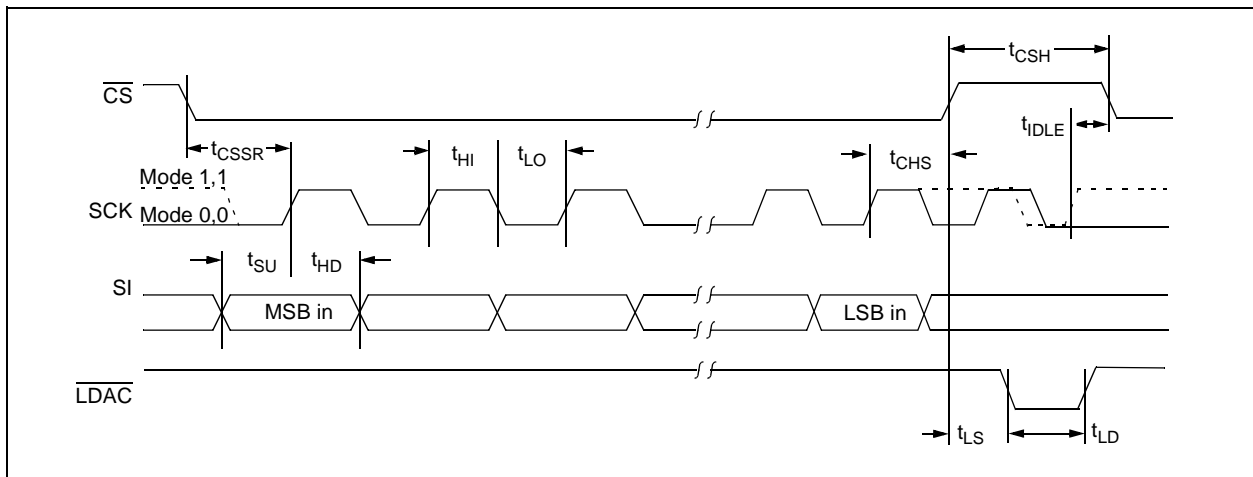 tCSH
CS
tIDLE
tCSSR
tHI
tLO
tCHS
Mode 1,1
SCK
Mode 0,0
tSU
tHD
SI
MSB in
LSB in
LDAC
tLS
tLD